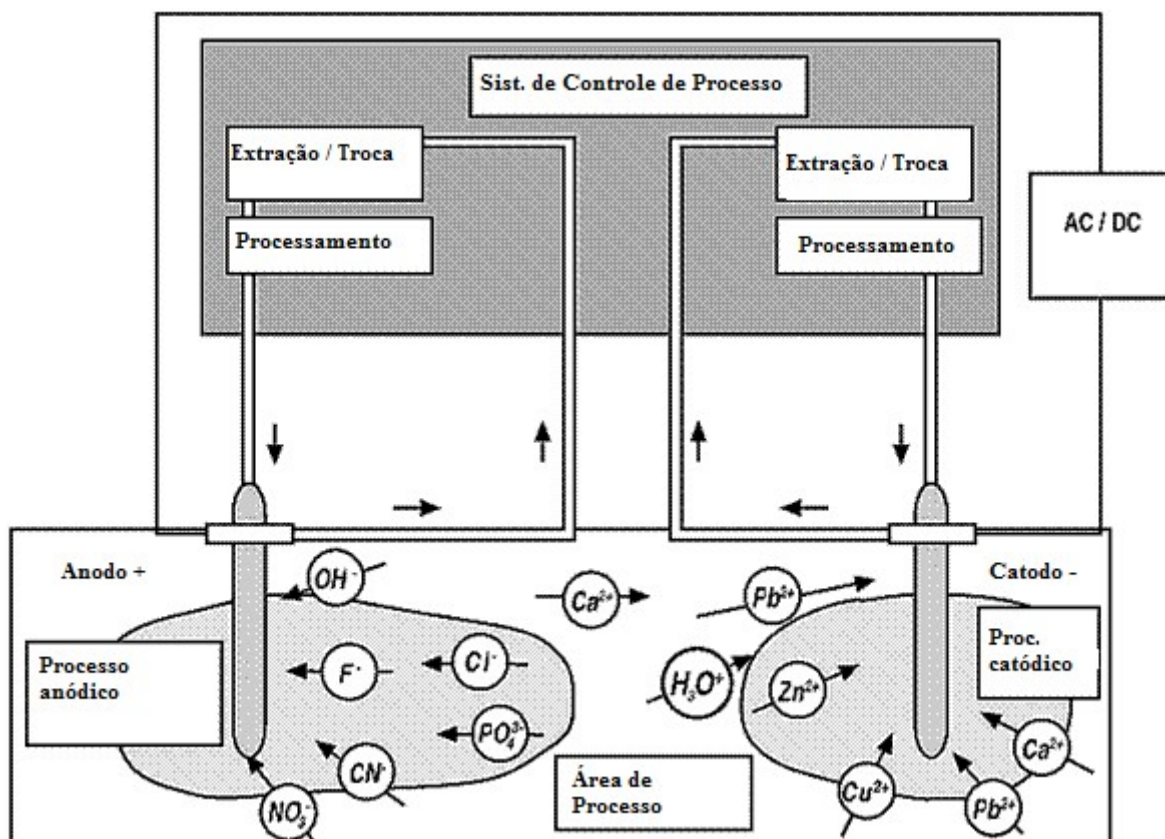 Sist. de Controle de Processo
Extração / Troca
Extração / Troca
Processamento
Processamento
AC / DC
Anodo +
Catodo -
OH⁻
Ca²⁺
Pb²⁺
Processo
anódico
Proc.
catódico
F⁻
Cl⁻
H₃O⁺
Zn²⁺
PO₄³⁻
CN⁻
NO₃⁻
Área de
Processo
Cu²⁺
Pb²⁺
Ca²⁺